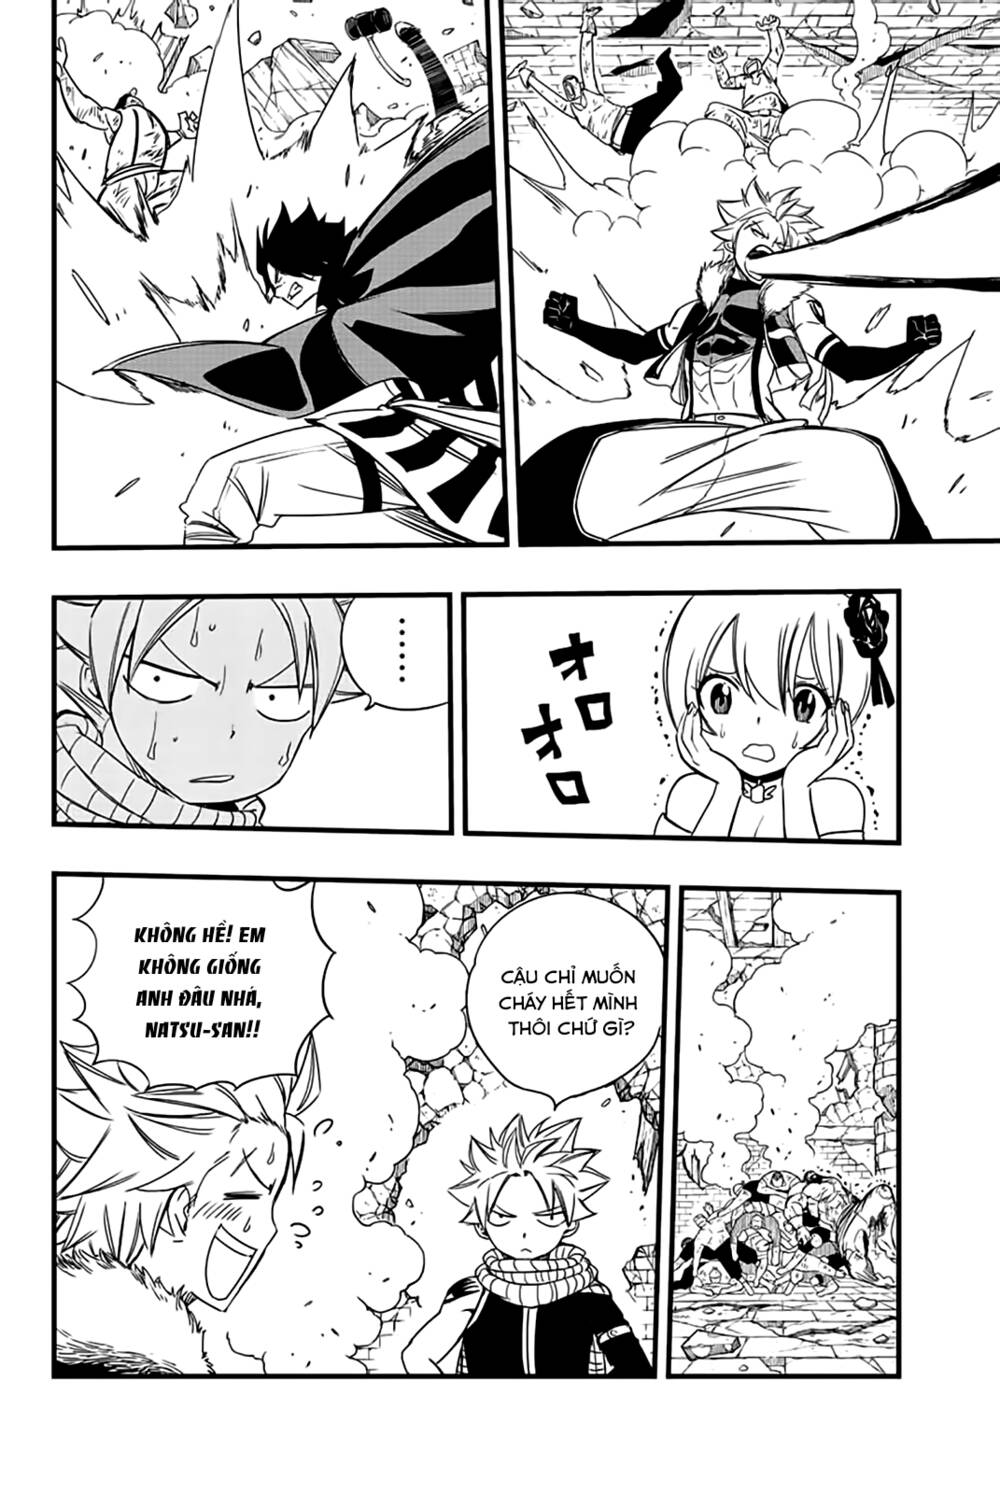 オロ
オロ
……
CẬU CHỈ MUỐN
CHÁY HẾT MÌNH
THÔI CHỨ GÌ?
KHÔNG HỀ! EM
KHÔNG GIỐNG
ANH ĐÂU NHÁ,
NATSU-SAN!!